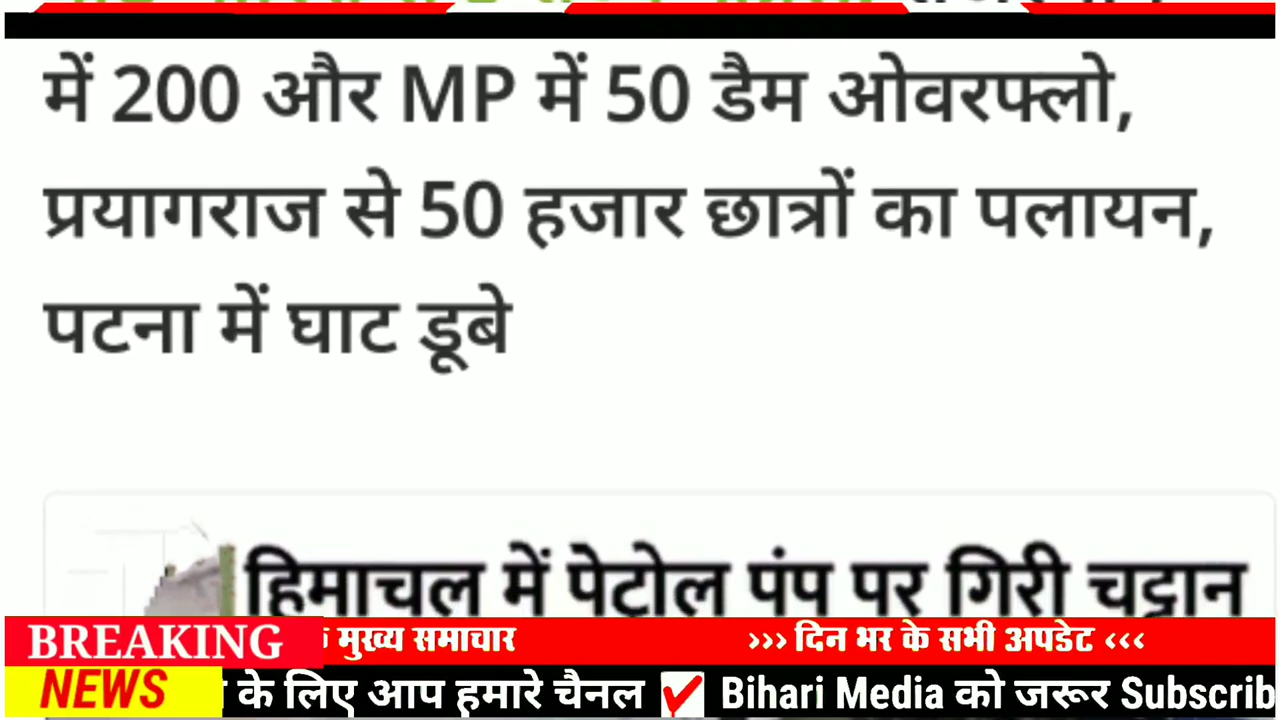 में 200 और MP में 50 डैम ओवरफ्लो,
प्रयागराज से 50 हजार छात्रों का पलायन,
पटना में घाट डूबे
हिमाचल में पेट्रोल पंप पर गिरी चट्टान
BREAKING
NEWS
मुख्य समाचार >>> दिन भर के सभी अपडेट <<<
के लिए आप हमारे चैनल ✔ Bihari Media को जरूर Subscrib